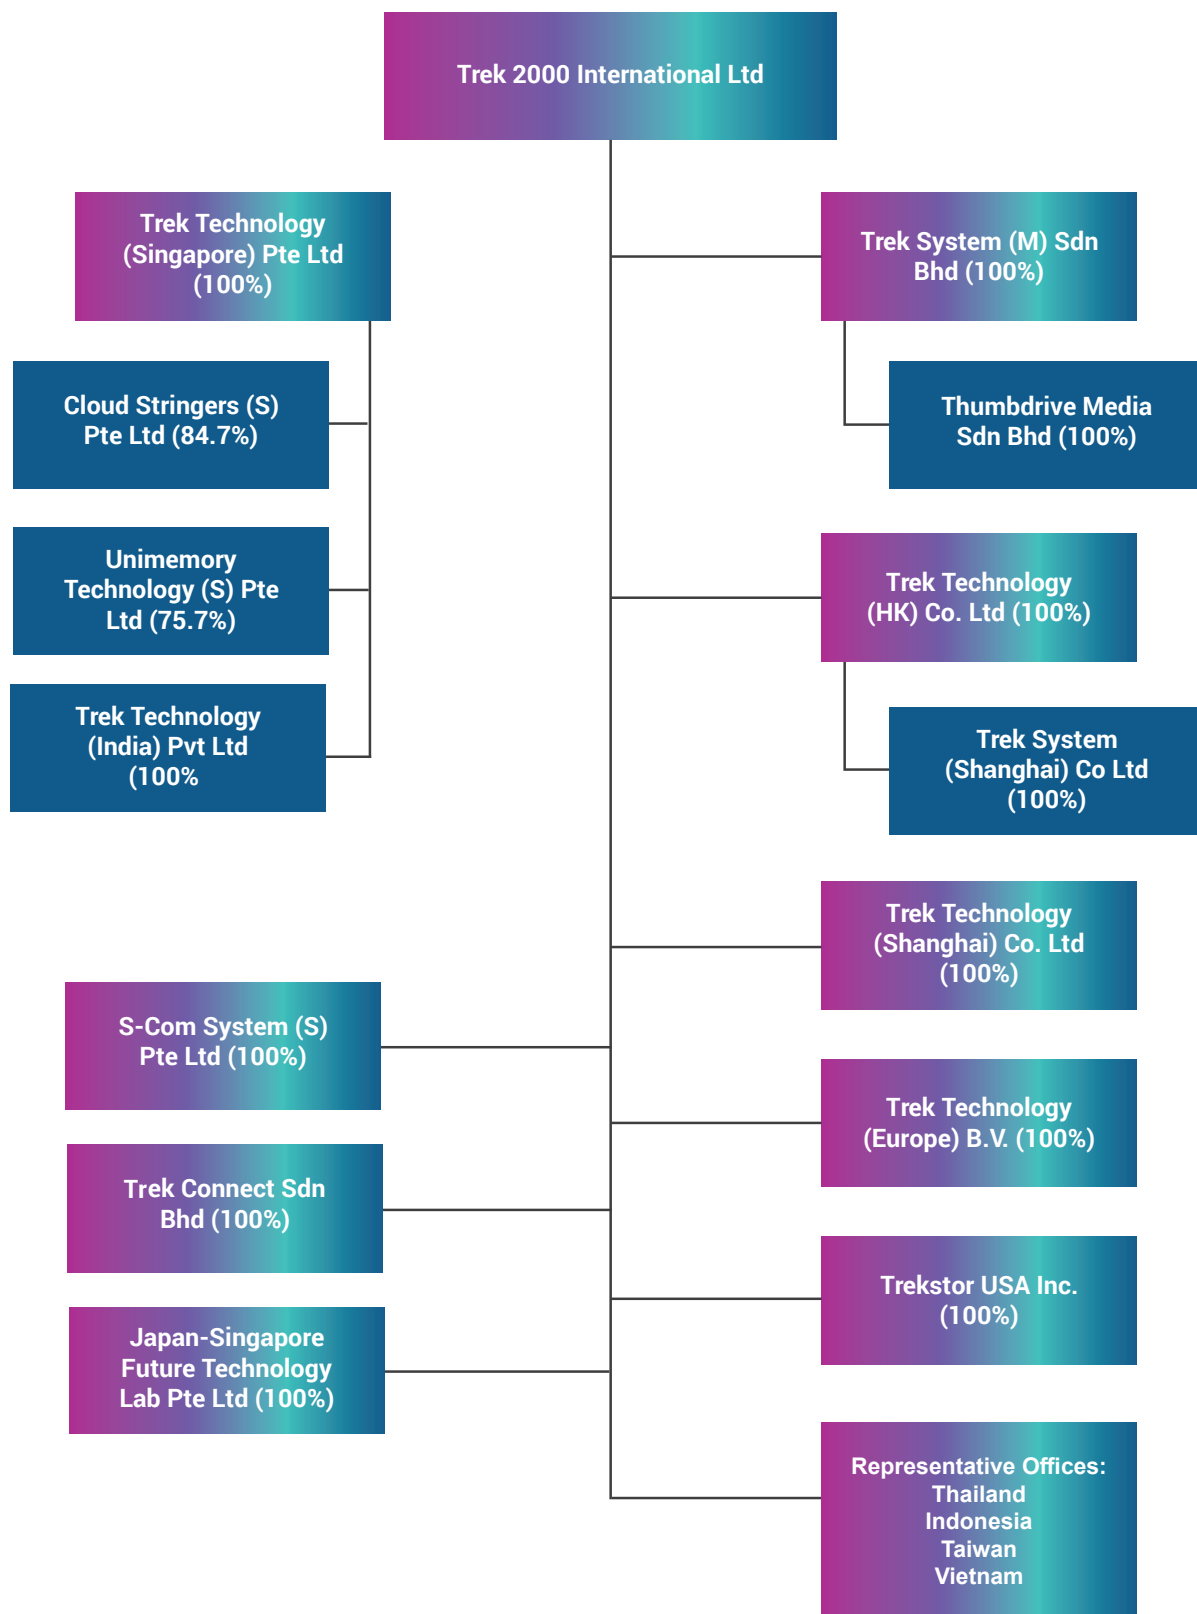 Trek 2000 International Ltd
Trek Technology
(Singapore) Pte Ltd
(100%)
Cloud Stringers (S)
Pte Ltd (84.7%)
Unimemory
Technology (S) Pte
Ltd (75.7%)
Trek Technology
(India) Pvt Ltd
(100%
S-Com System (S)
Pte Ltd (100%)
Trek Connect Sdn
Bhd (100%)
Japan-Singapore
Future Technology
Lab Pte Ltd (100%)
Trek System (M) Sdn
Bhd (100%)
Thumbdrive Media
Sdn Bhd (100%)
Trek Technology
(HK) Co. Ltd (100%)
Trek System
(Shanghai) Co Ltd
(100%)
Trek Technology
(Shanghai) Co. Ltd
(100%)
Trek Technology
(Europe) B.V. (100%)
Trekstor USA Inc.
(100%)
Representative Offices:
Thailand
Indonesia
Taiwan
Vietnam